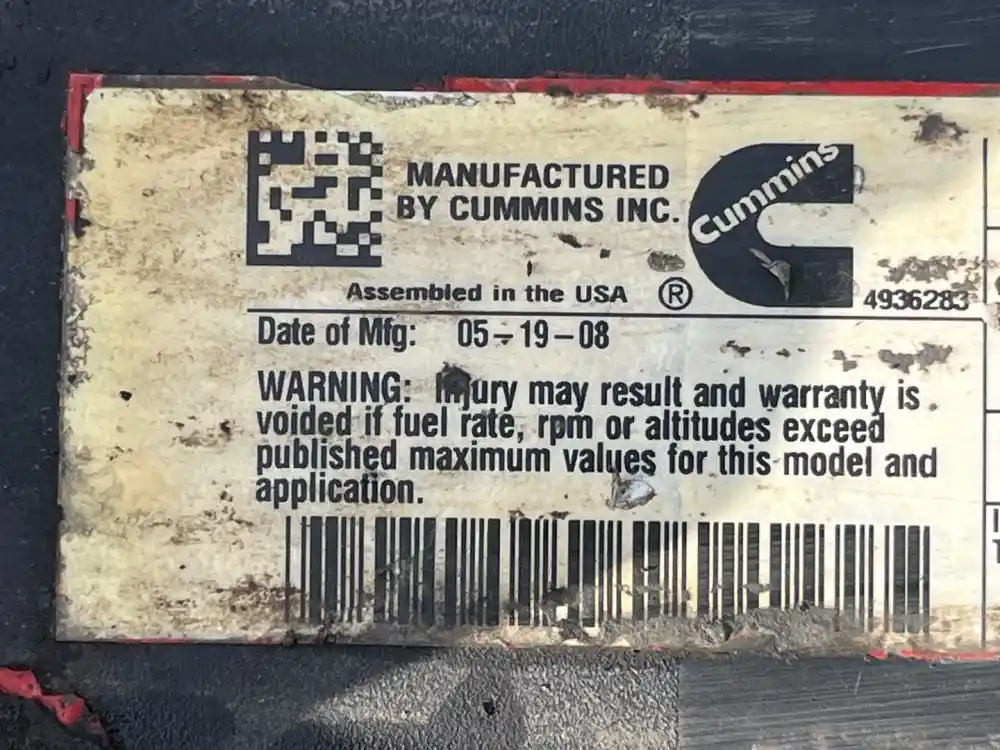 MANUFACTURED
BY CUMMINS INC.
Cummins
Assembled in the USA ®
4936283
Date of Mfg: 05-19-08
WARNING: Injury may result and warranty is
voided if fuel rate, rpm or altitudes exceed
published maximum values for this model and
application.